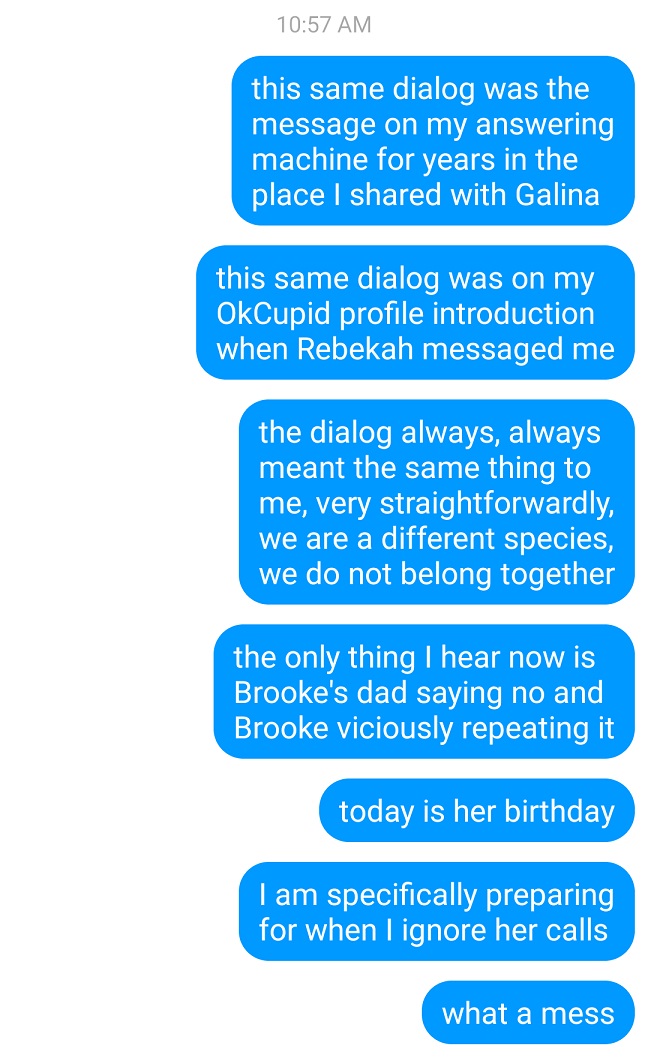 10:57 AM
this same dialog was the
message on my answering
machine for years in the
place I shared with Galina
this same dialog was on my
OkCupid profile introduction
when Rebekah messaged me
the dialog always, always
meant the same thing to
me, very straightforwardly,
we are a different species,
we do not belong together
the only thing I hear now is
Brooke's dad saying no and
Brooke viciously repeating it
today is her birthday
I am specifically preparing
for when I ignore her calls
what a mess